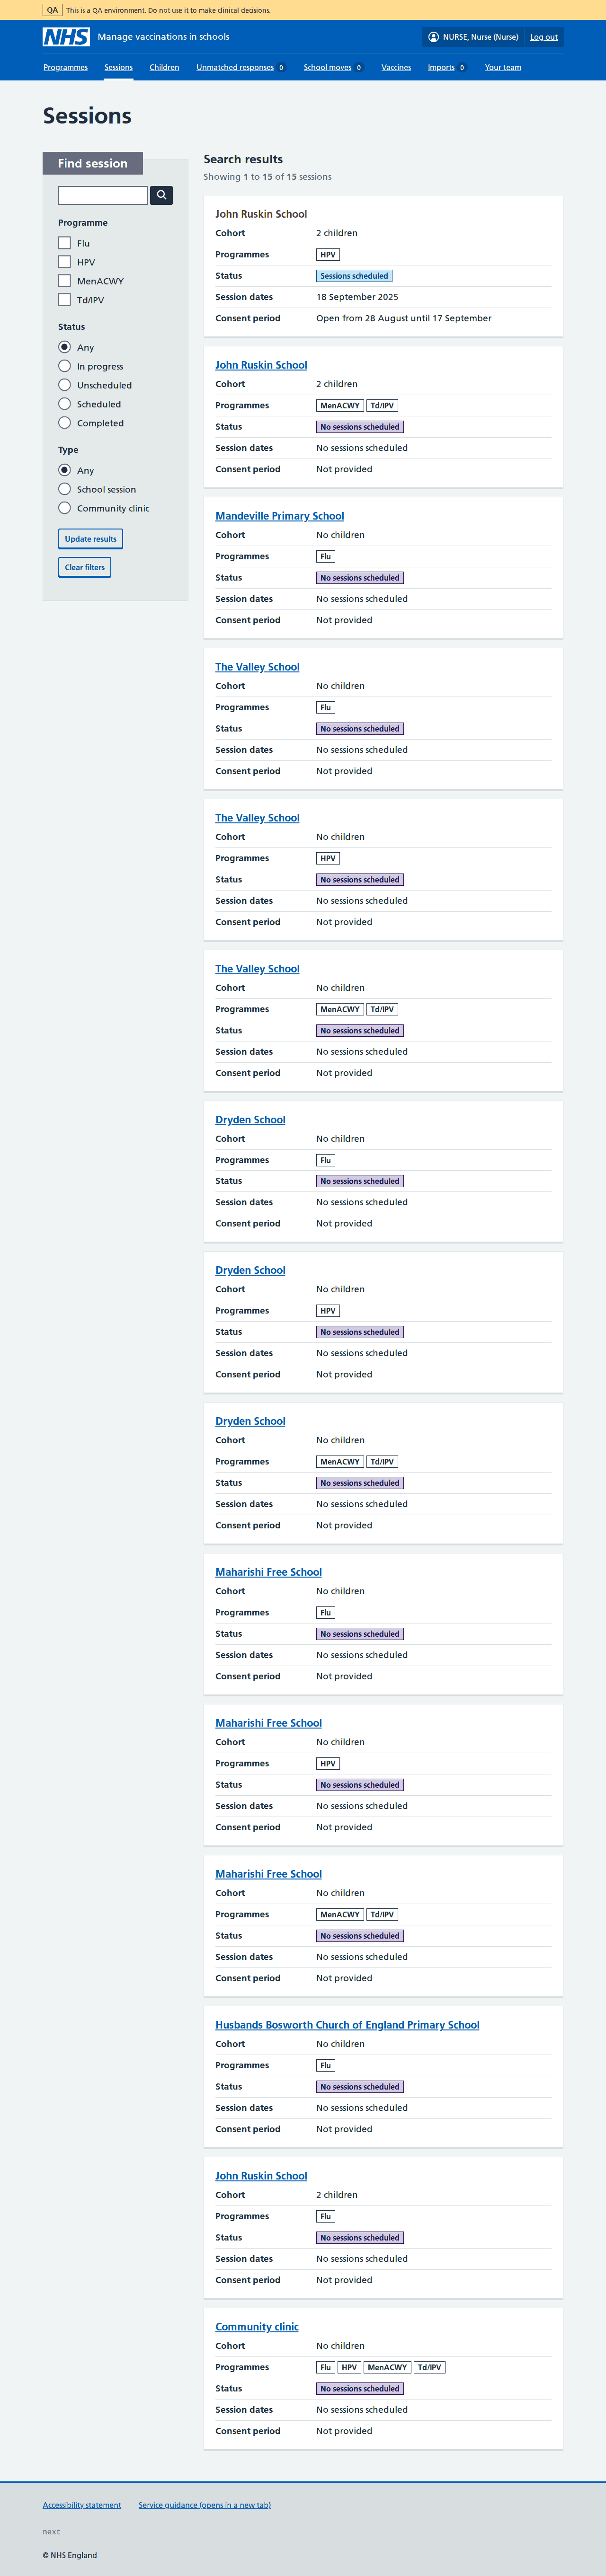 QA This is a QA environment. Do not use it to make clinical decisions.
NHS Manage vaccinations in schools
NURSE, Nurse (Nurse) Log out
Programmes Sessions Children Unmatched responses 0 School moves 0 Vaccines Imports 0 Your team
Sessions
Find session
Programme
Flu
HPV
MenACWY
Td/IPV
Status
Any
In progress
Unscheduled
Scheduled
Completed
Type
Any
School session
Community clinic
Update results
Clear filters
Search results
Showing 1 to 15 of 15 sessions
John Ruskin School
Cohort 2 children
Programmes HPV
Status Sessions scheduled
Session dates 18 September 2025
Consent period Open from 28 August until 17 September
John Ruskin School
Cohort 2 children
Programmes MenACWY Td/IPV
Status No sessions scheduled
Session dates No sessions scheduled
Consent period Not provided
Mandeville Primary School
Cohort No children
Programmes Flu
Status No sessions scheduled
Session dates No sessions scheduled
Consent period Not provided
The Valley School
Cohort No children
Programmes Flu
Status No sessions scheduled
Session dates No sessions scheduled
Consent period Not provided
The Valley School
Cohort No children
Programmes HPV
Status No sessions scheduled
Session dates No sessions scheduled
Consent period Not provided
The Valley School
Cohort No children
Programmes MenACWY Td/IPV
Status No sessions scheduled
Session dates No sessions scheduled
Consent period Not provided
Dryden School
Cohort No children
Programmes Flu
Status No sessions scheduled
Session dates No sessions scheduled
Consent period Not provided
Dryden School
Cohort No children
Programmes HPV
Status No sessions scheduled
Session dates No sessions scheduled
Consent period Not provided
Dryden School
Cohort No children
Programmes MenACWY Td/IPV
Status No sessions scheduled
Session dates No sessions scheduled
Consent period Not provided
Maharishi Free School
Cohort No children
Programmes Flu
Status No sessions scheduled
Session dates No sessions scheduled
Consent period Not provided
Maharishi Free School
Cohort No children
Programmes HPV
Status No sessions scheduled
Session dates No sessions scheduled
Consent period Not provided
Maharishi Free School
Cohort No children
Programmes MenACWY Td/IPV
Status No sessions scheduled
Session dates No sessions scheduled
Consent period Not provided
Husbands Bosworth Church of England Primary School
Cohort No children
Programmes Flu
Status No sessions scheduled
Session dates No sessions scheduled
Consent period Not provided
John Ruskin School
Cohort 2 children
Programmes Flu
Status No sessions scheduled
Session dates No sessions scheduled
Consent period Not provided
Community clinic
Cohort No children
Programmes Flu HPV MenACWY Td/IPV
Status No sessions scheduled
Session dates No sessions scheduled
Consent period Not provided
Accessibility statement Service guidance (opens in a new tab)
next
© NHS England